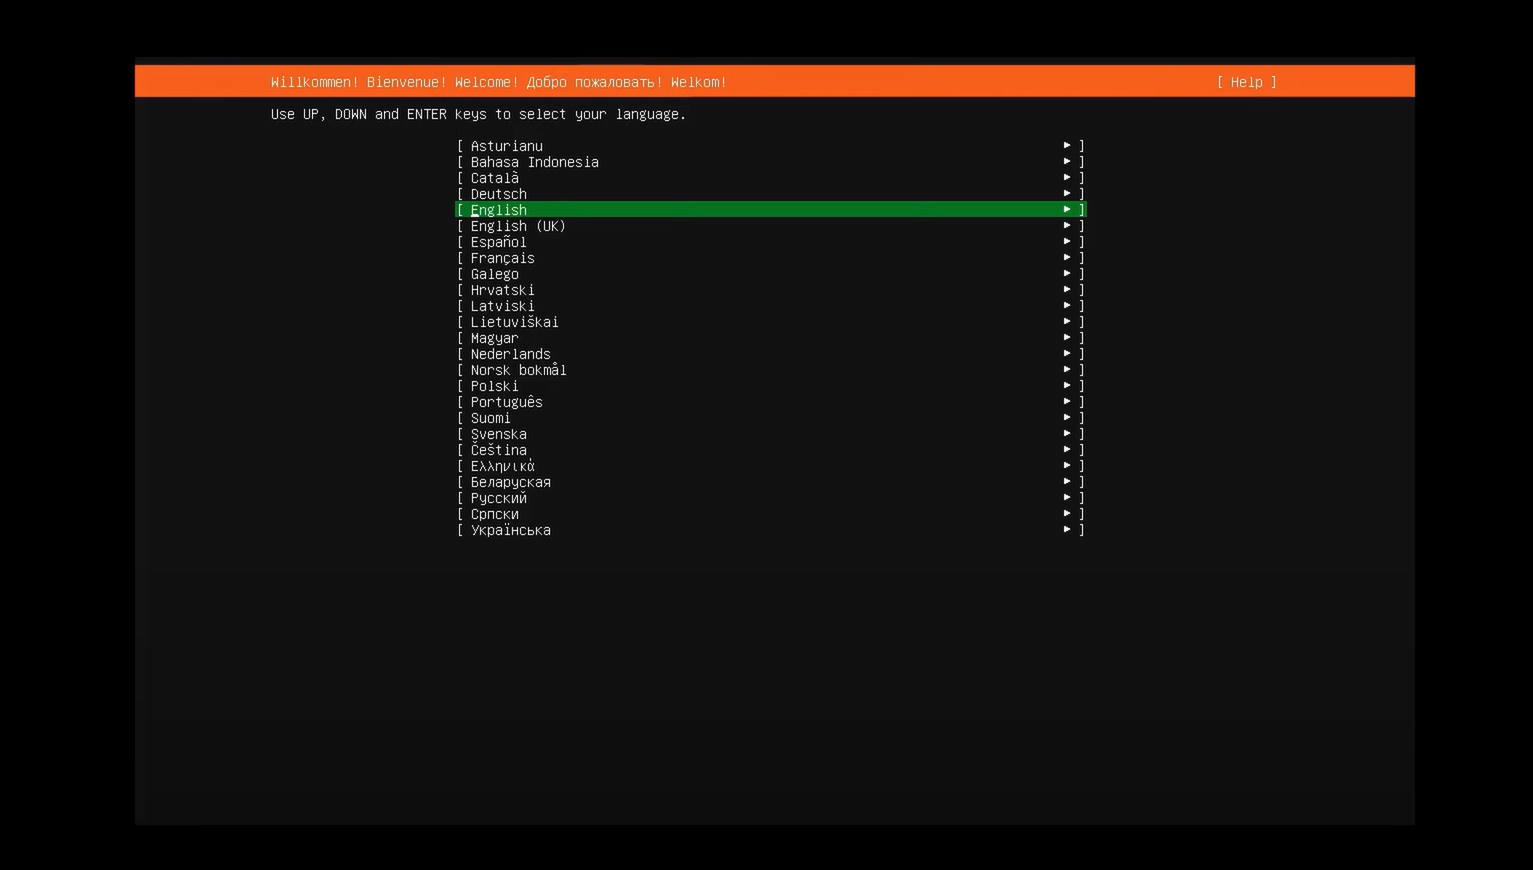 Willkommen! Bienvenue! Welcome! Добро пожаловать! Welkom! [ Help ]
Use UP, DOWN and ENTER keys to select your language.
[ Asturianu ► ]
[ Bahasa Indonesia ► ]
[ Català ► ]
[ Deutsch ► ]
[ English ► ]
[ English (UK) ► ]
[ Español ► ]
[ Français ► ]
[ Galego ► ]
[ Hrvatski ► ]
[ Latviski ► ]
[ Lietuviškai ► ]
[ Magyar ► ]
[ Nederlands ► ]
[ Norsk bokmål ► ]
[ Polski ► ]
[ Português ► ]
[ Suomi ► ]
[ Svenska ► ]
[ Čeština ► ]
[ Ελληνικά ► ]
[ Беларуская ► ]
[ Русский ► ]
[ Српски ► ]
[ Українська ► ]